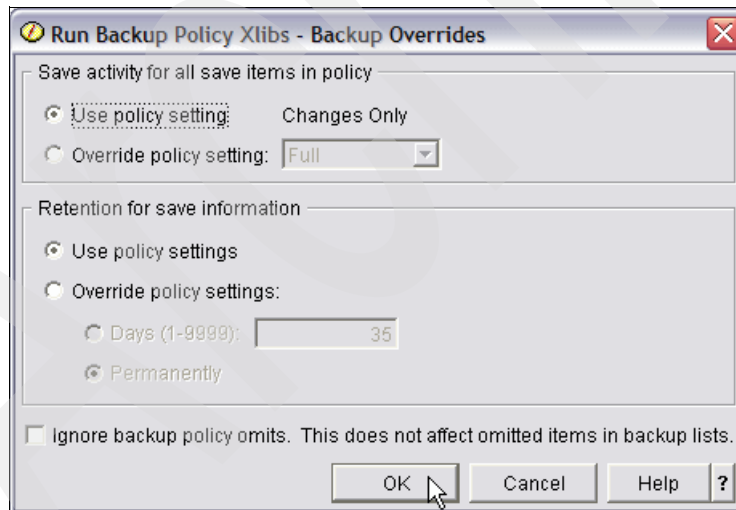 Run Backup Policy Xlibs - Backup Overrides
Save activity for all save items in policy
Use policy setting Changes Only
Override policy setting: Full
Retention for save information
Use policy settings
Override policy settings:
Days (1-9999): 35
Permanently
Ignore backup policy omits. This does not affect omitted items in backup lists.
OK Cancel Help ?